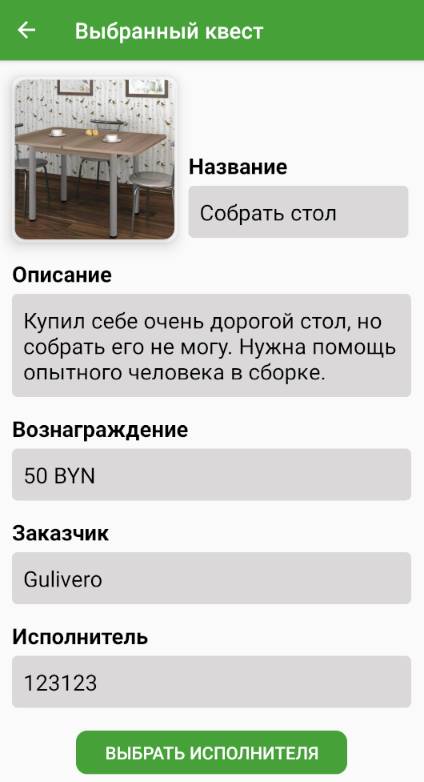 Выбранный квест
Название
Собрать стол
Описание
Купил себе очень дорогой стол, но
собрать его не могу. Нужна помощь
опытного человека в сборке.
Вознаграждение
50 BYN
Заказчик
Gulivero
Исполнитель
123123
ВЫБРАТЬ ИСПОЛНИТЕЛЯ